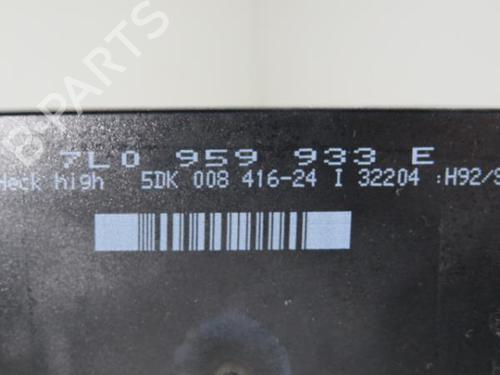 7L0 959 933 E
Heck high 5DK 008 416-24 I 32204 :H92/S
B-PARTS